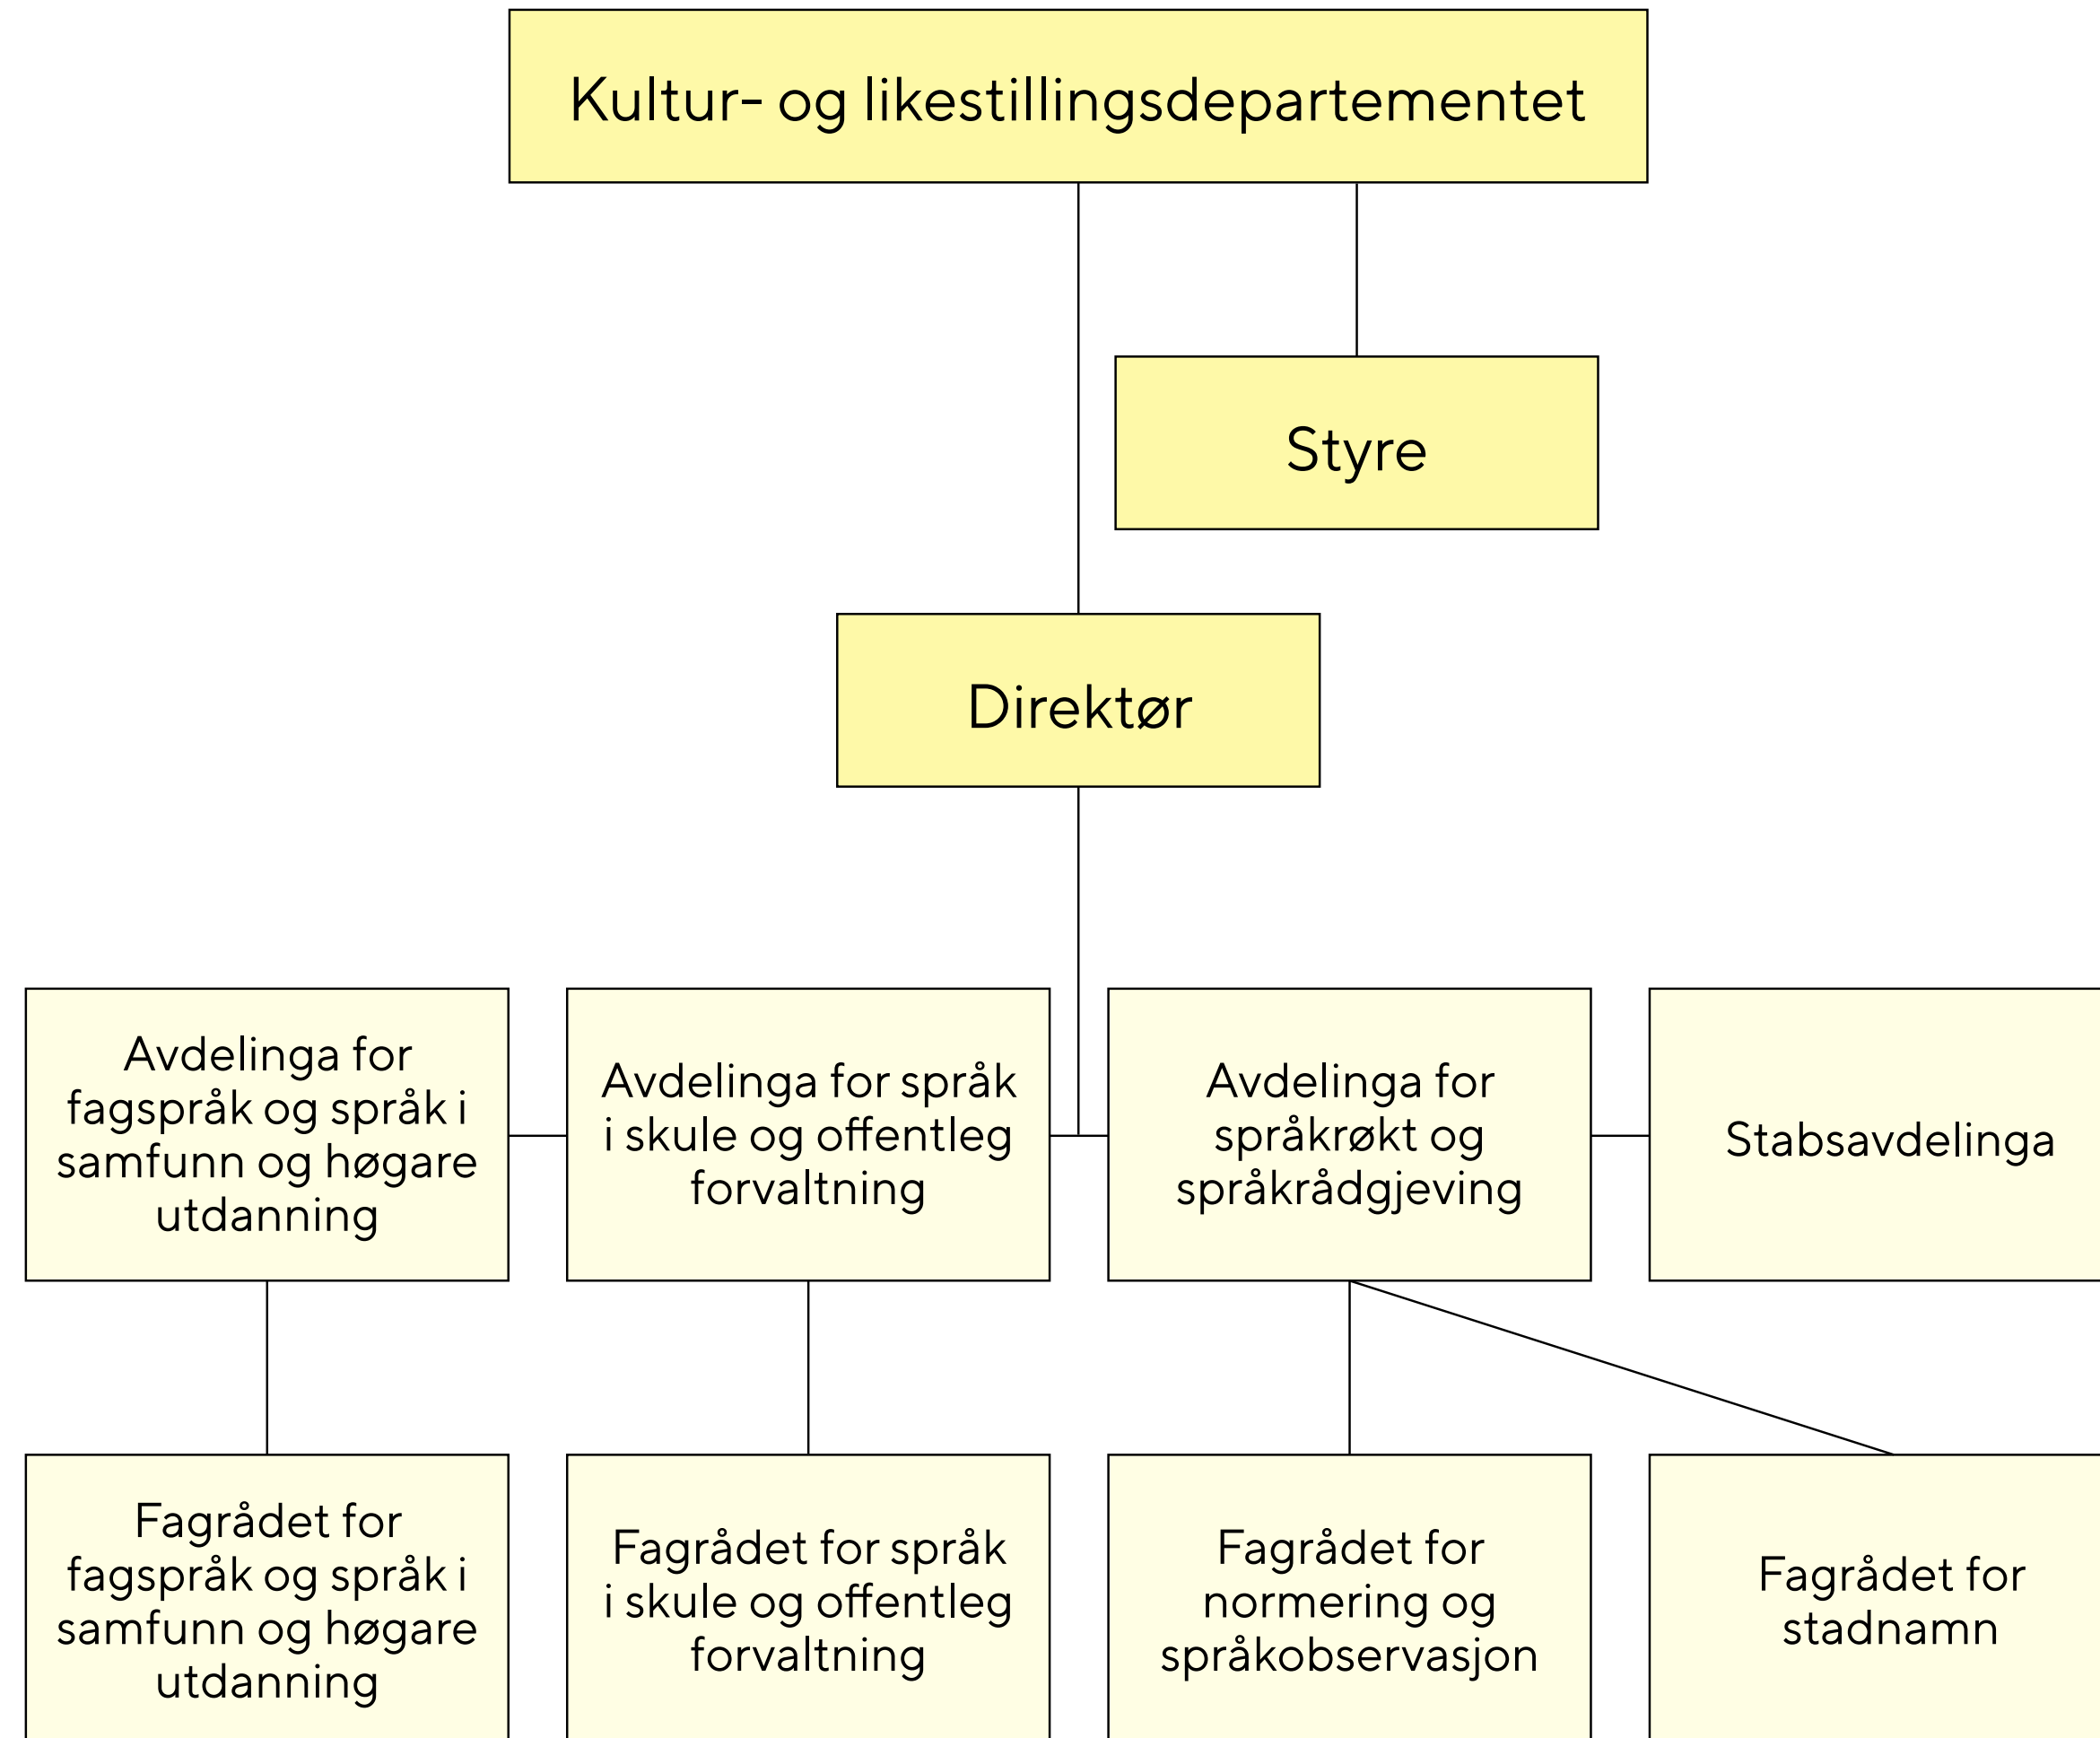 Kultur- og likestillingsdepartementet
Styre
Direktør
Avdelinga for
fagspråk og språk i
samfunn og høgare
utdanning
Avdelinga for språk
i skule og offentleg
forvaltning
Avdelinga for
språkrøkt og
språkrådgjeving
Stabsavdelinga
Fagrådet for
fagspråk og språk i
samfunn og høgare
utdanning
Fagrådet for språk
i skule og offentleg
forvaltning
Fagrådet for
normering og
språkobservasjon
Fagrådet for
stadnamn